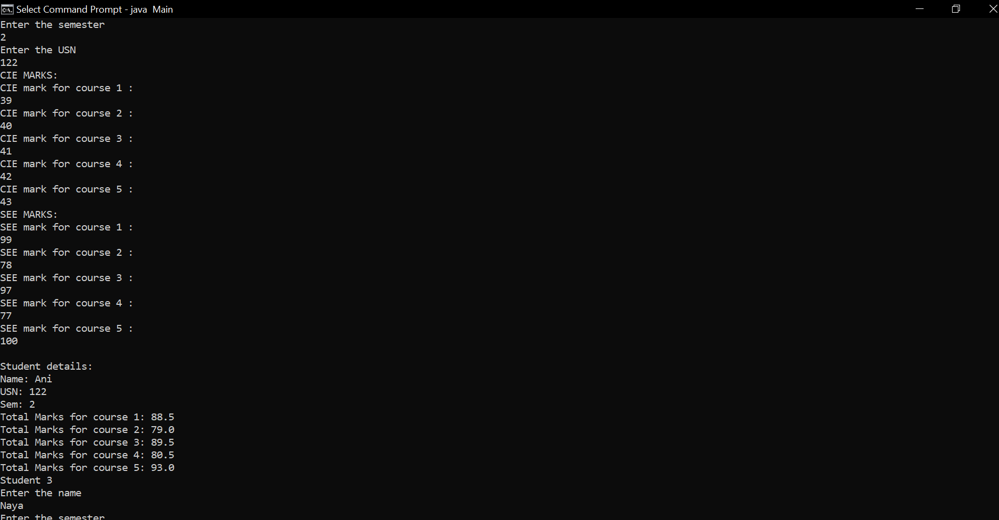 Select Command Prompt - java  Main
Enter the semester
2
Enter the USN
122
CIE MARKS:
CIE mark for course 1 :
39
CIE mark for course 2 :
40
CIE mark for course 3 :
41
CIE mark for course 4 :
42
CIE mark for course 5 :
43
SEE MARKS:
SEE mark for course 1 :
99
SEE mark for course 2 :
78
SEE mark for course 3 :
97
SEE mark for course 4 :
77
SEE mark for course 5 :
100
Student details:
Name: Ani
USN: 122
Sem: 2
Total Marks for course 1: 88.5
Total Marks for course 2: 79.0
Total Marks for course 3: 89.5
Total Marks for course 4: 80.5
Total Marks for course 5: 93.0
Student 3
Enter the name
Naya
Enter the semester